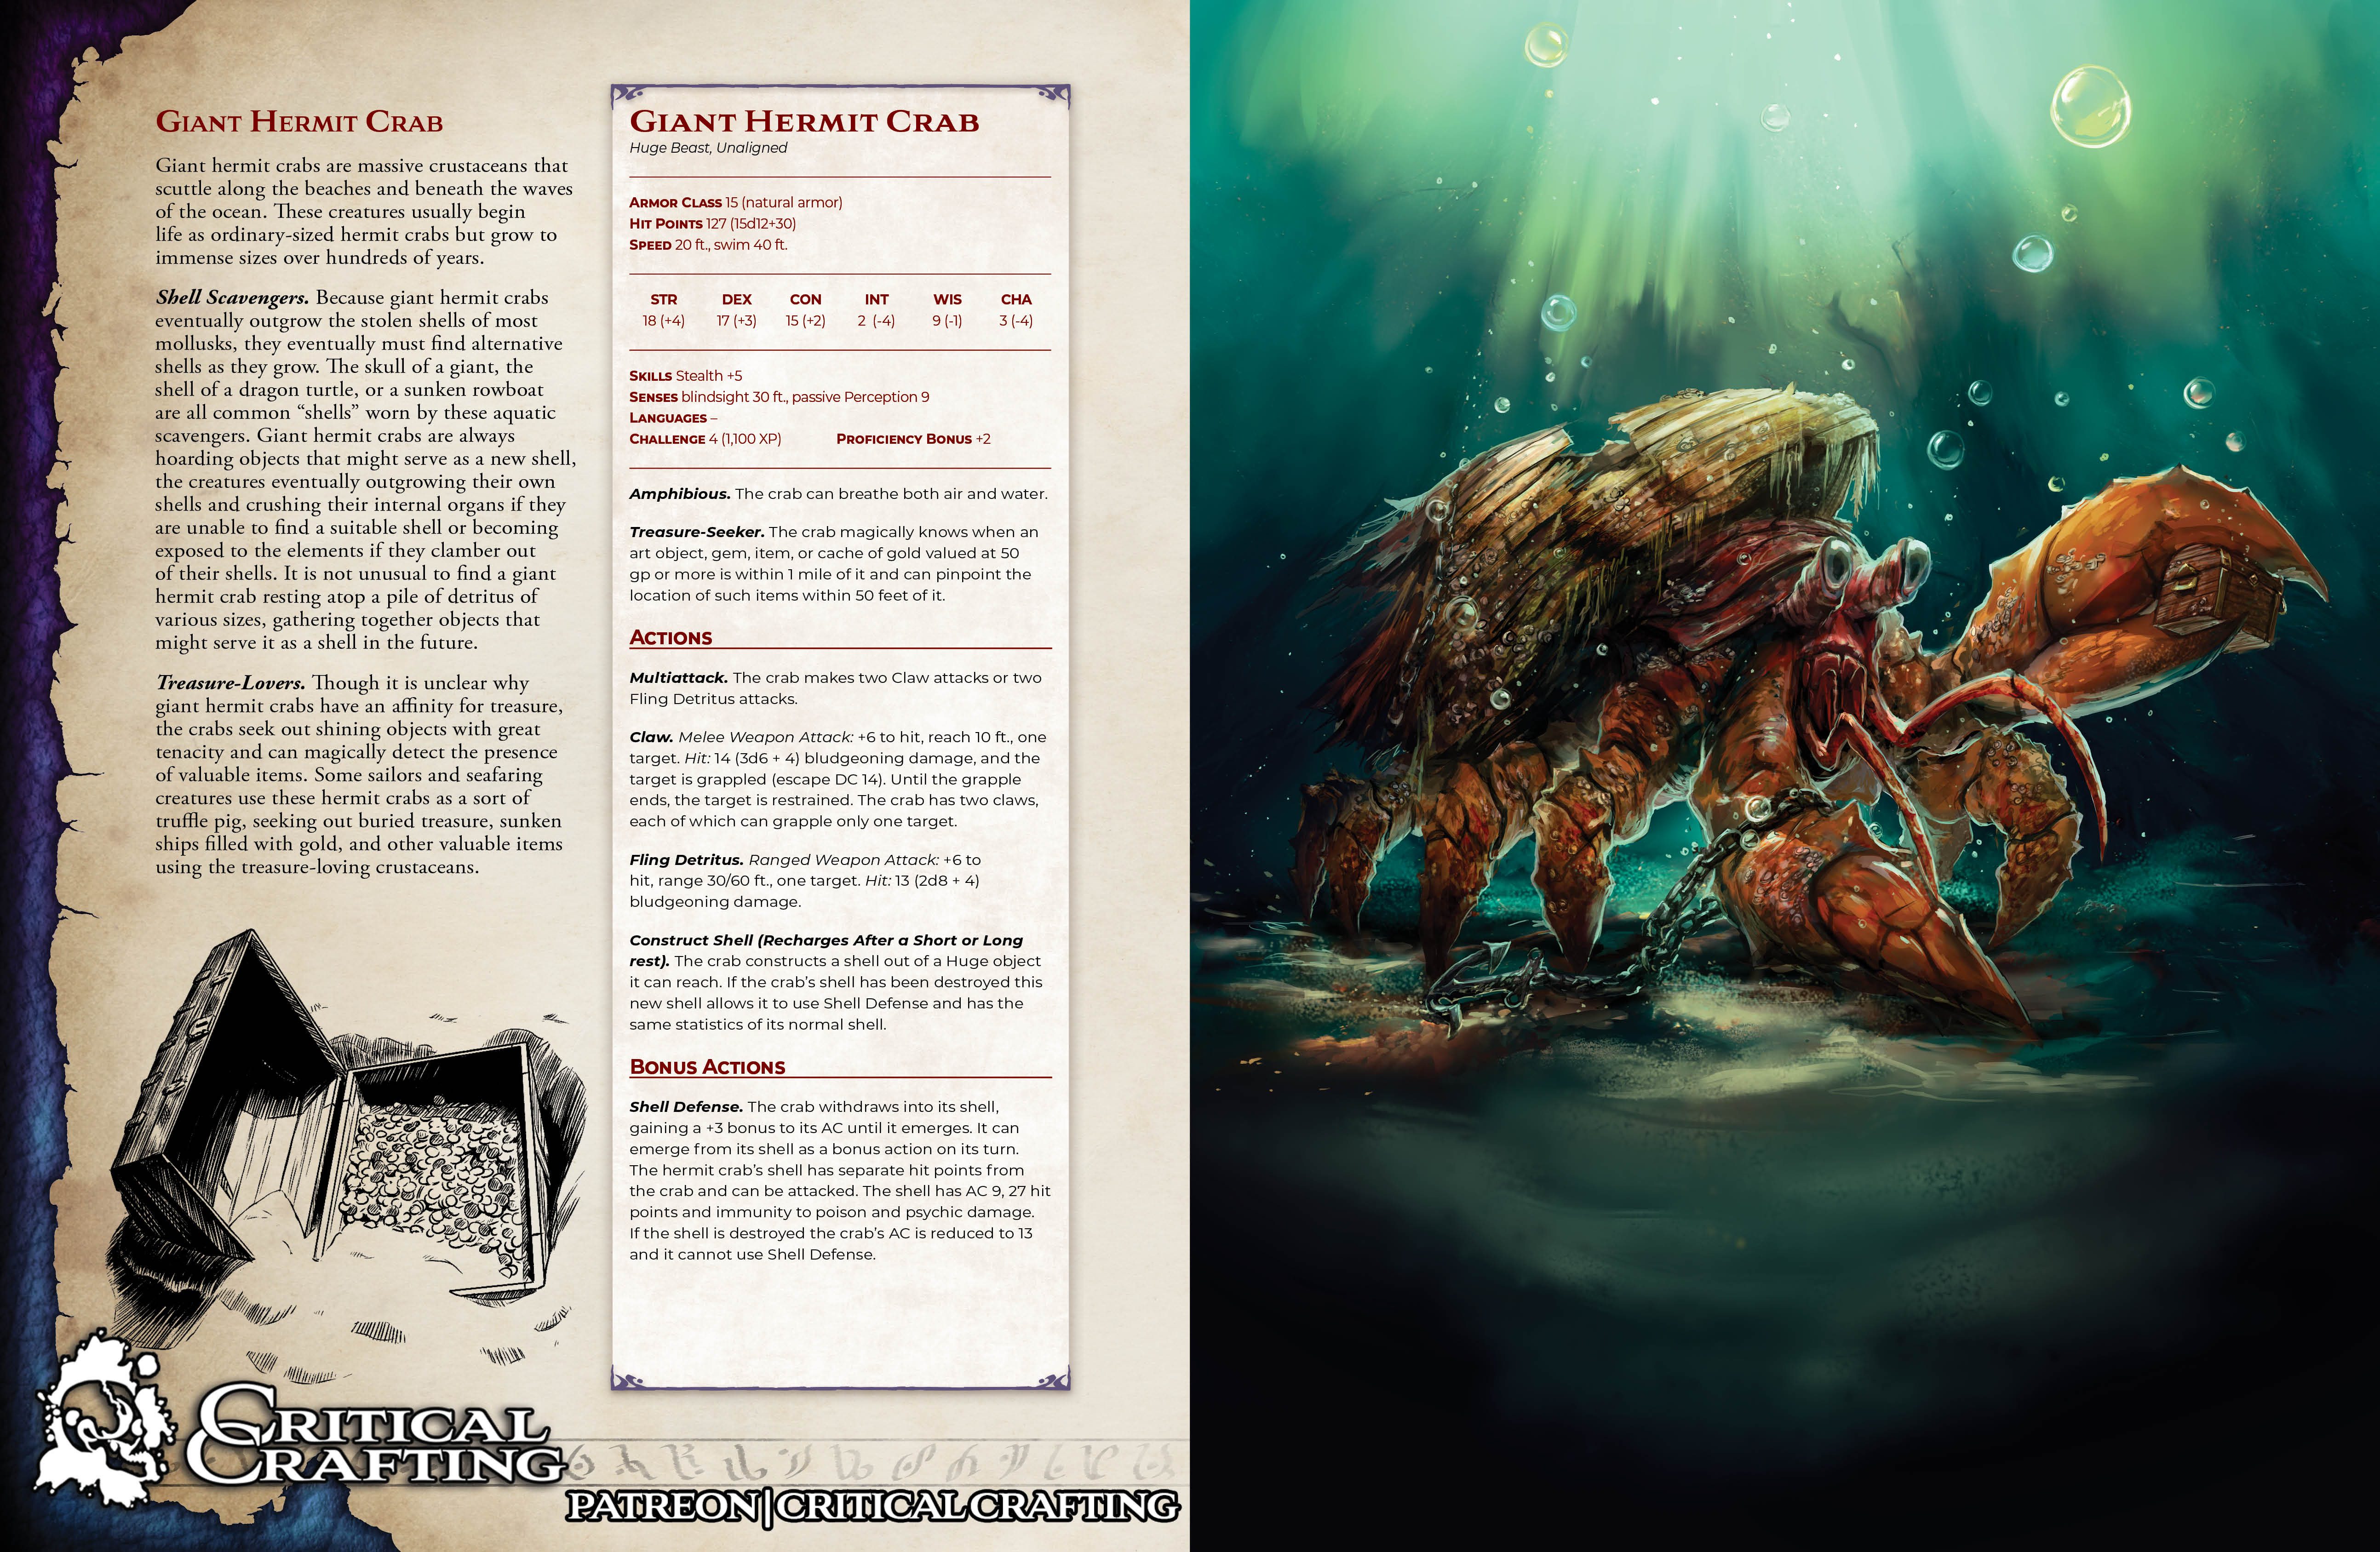 Giant Hermit Crab
Giant hermit crabs are massive crustaceans that
scuttle along the beaches and beneath the waves
of the ocean. These creatures usually begin
life as ordinary-sized hermit crabs but grow to
immense sizes over hundreds of years.
Shell Scavengers. Because giant hermit crabs
eventually outgrow the stolen shells of most
mollusks, they eventually must find alternative
shells as they grow. The skull of a giant, the
shell of a dragon turtle, or a sunken rowboat
are all common “shells” worn by these aquatic
scavengers. Giant hermit crabs are always
hoarding objects that might serve as a new shell,
the creatures eventually outgrowing their own
shells and crushing their internal organs if they
are unable to find a suitable shell or becoming
exposed to the elements if they clamber out
of their shells. It is not unusual to find a giant
hermit crab resting atop a pile of detritus of
various sizes, gathering together objects that
might serve it as a shell in the future.
Treasure-Lovers. Though it is unclear why
giant hermit crabs have an affinity for treasure,
the crabs seek out shining objects with great
tenacity and can magically detect the presence
of valuable items. Some sailors and seafaring
creatures use these hermit crabs as a sort of
truffle pig, seeking out buried treasure, sunken
ships filled with gold, and other valuable items
using the treasure-loving crustaceans.
Giant Hermit Crab
Huge Beast, Unaligned
Armor Class 15 (natural armor)
Hit Points 127 (15d12+30)
Speed 20 ft., swim 40 ft.
STR DEX CON INT WIS CHA
18 (+4) 17 (+3) 15 (+2) 2 (-4) 9 (-1) 3 (-4)
Skills Stealth +5
Senses blindsight 30 ft., passive Perception 9
Languages –
Challenge 4 (1,100 XP) Proficiency Bonus +2
Amphibious. The crab can breathe both air and water.
Treasure-Seeker. The crab magically knows when an
art object, gem, item, or cache of gold valued at 50
gp or more is within 1 mile of it and can pinpoint the
location of such items within 50 feet of it.
Actions
Multiattack. The crab makes two Claw attacks or two
Fling Detritus attacks.
Claw. Melee Weapon Attack: +6 to hit, reach 10 ft., one
target. Hit: 14 (3d6 + 4) bludgeoning damage, and the
target is grappled (escape DC 14). Until the grapple
ends, the target is restrained. The crab has two claws,
each of which can grapple only one target.
Fling Detritus. Ranged Weapon Attack: +6 to
hit, range 30/60 ft., one target. Hit: 13 (2d8 + 4)
bludgeoning damage.
Construct Shell (Recharges After a Short or Long
rest). The crab constructs a shell out of a Huge object
it can reach. If the crab’s shell has been destroyed this
new shell allows it to use Shell Defense and has the
same statistics of its normal shell.
Bonus Actions
Shell Defense. The crab withdraws into its shell,
gaining a +3 bonus to its AC until it emerges. It can
emerge from its shell as a bonus action on its turn.
The hermit crab’s shell has separate hit points from
the crab and can be attacked. The shell has AC 9, 27 hit
points and immunity to poison and psychic damage.
If the shell is destroyed the crab’s AC is reduced to 13
and it cannot use Shell Defense.
Critical
Crafting
PATREON|CRITICALCRAFTING